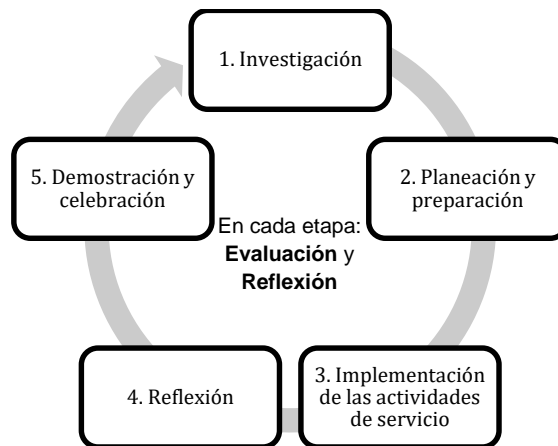 1. Investigación
2. Planeación y
preparación
3. Implementación
de las actividades
de servicio
4. Reflexión
5. Demostración y
celebración
En cada etapa:
Evaluación y
Reflexión